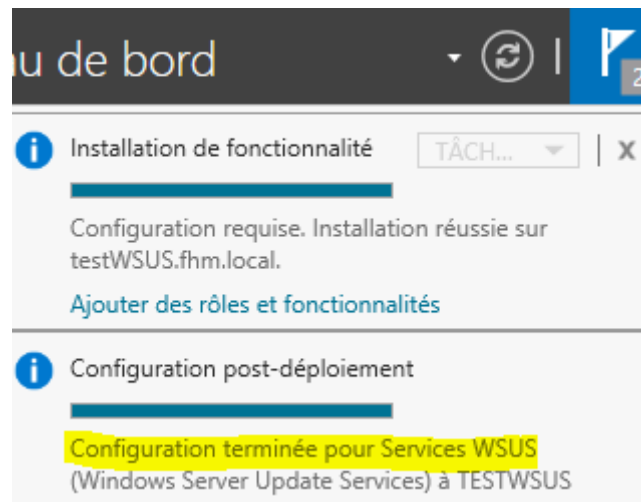 u de bord
2
Installation de fonctionnalité
TÂCH...
X
Configuration requise. Installation réussie sur
testWSUS.fhm.local.
Ajouter des rôles et fonctionnalités
Configuration post-déploiement
Configuration terminée pour Services WSUS
(Windows Server Update Services) à TESTWSUS